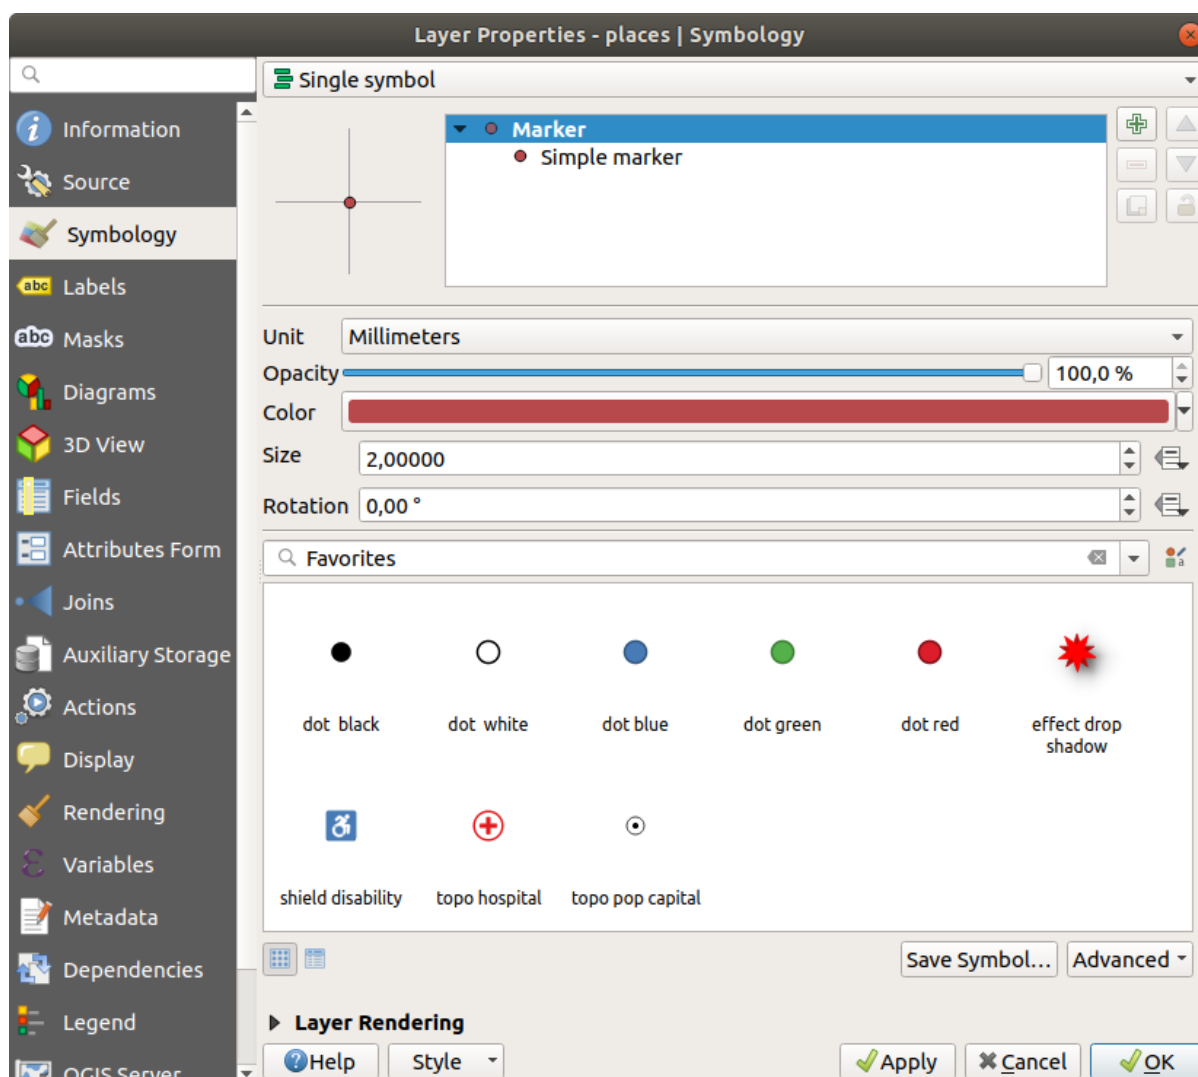 Layer Properties - places | Symbology
Single symbol
Information
Source
Symbology
Labels
Masks
Diagrams
3D View
Fields
Attributes Form
Joins
Auxiliary Storage
Actions
Display
Rendering
Variables
Metadata
Dependencies
Legend
QGIS Server
Marker
Simple marker
Unit Millimeters
Opacity 100,0 %
Color
Size 2,00000
Rotation 0,00 °
Favorites
dot black dot white dot blue dot green dot red effect drop
shadow
shield disability topo hospital topo pop capital
Save Symbol... Advanced
Layer Rendering
Help Style Apply Cancel OK